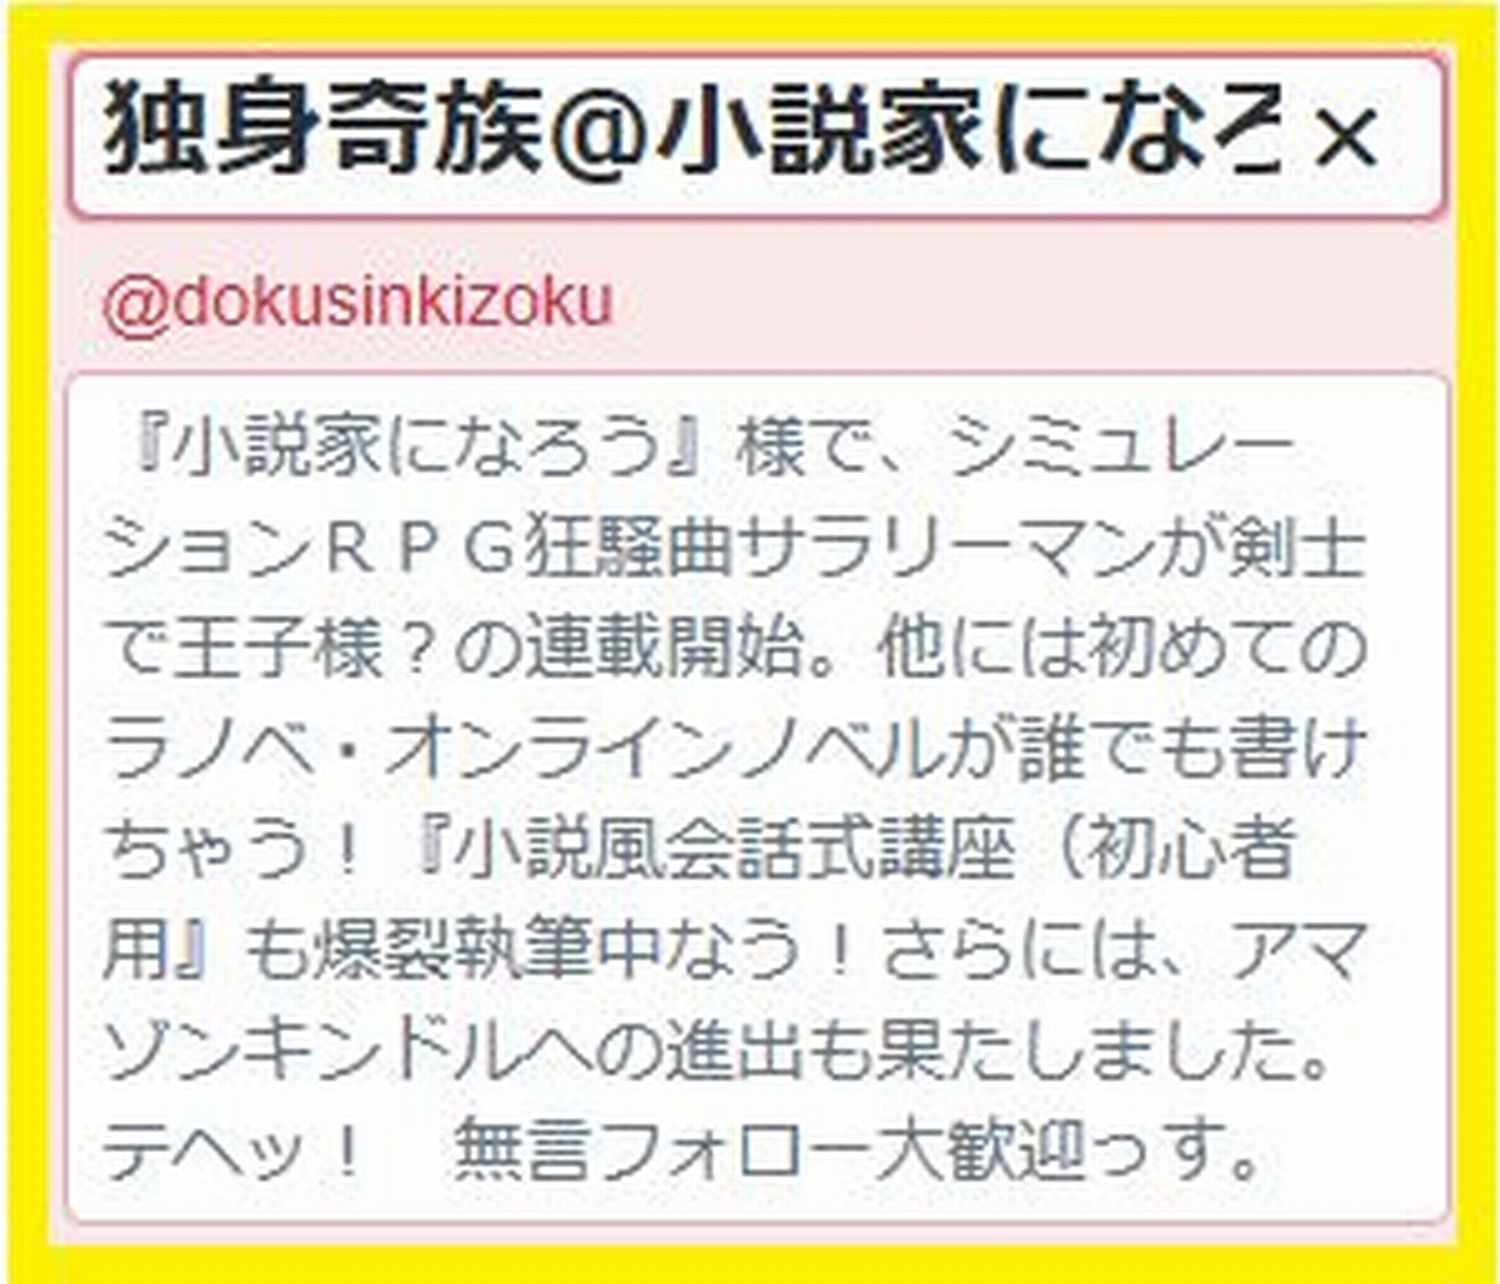 独身奇族@小説家になろ ×
@dokusinkizoku
『小説家になろう』様で、シミュレー
ションＲＰＧ狂騒曲サラリーマンが剣士
で王子様？の連載開始。他には初めての
ラノベ・オンラインノベルが誰でも書け
ちゃう！『小説風会話式講座（初心者
用』も爆裂執筆中なう！さらには、アマ
ゾンキンドルへの進出も果たしました。
テヘッ！　無言フォロー大歓迎っす。